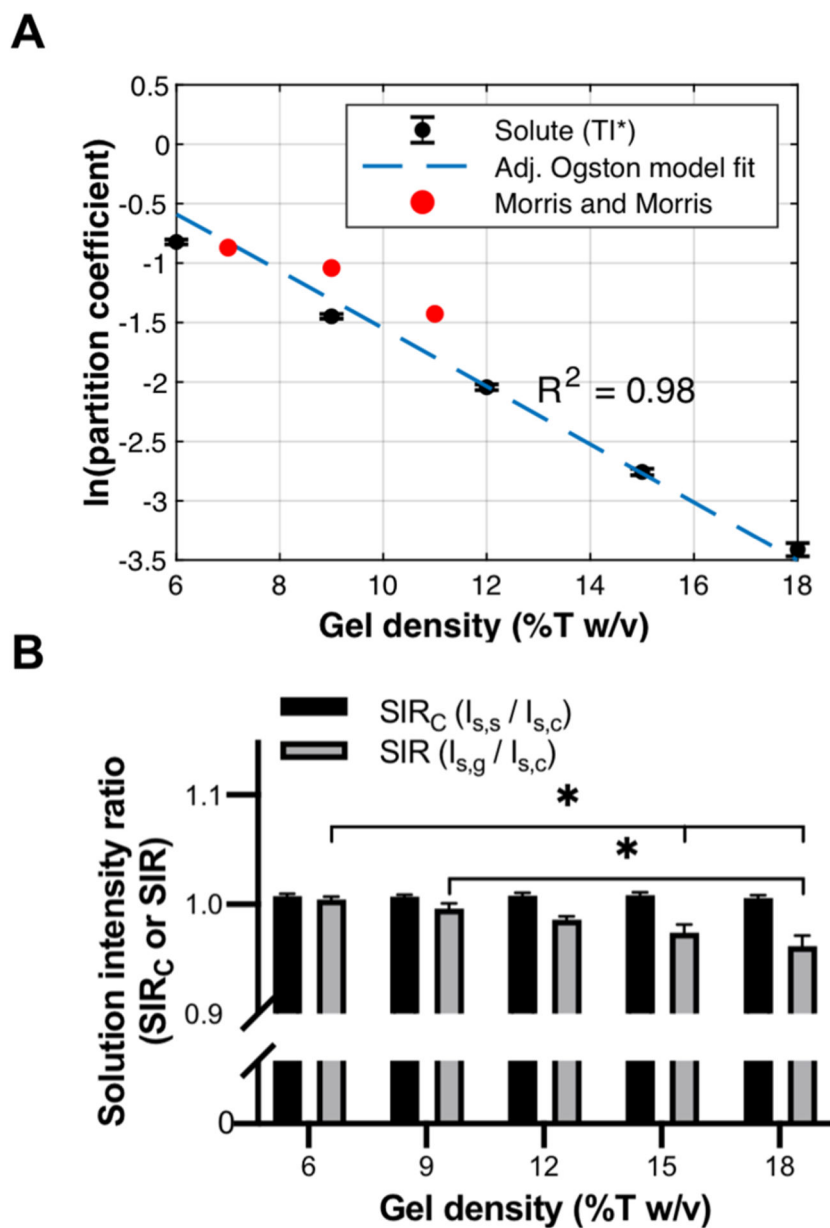 A
0.5
0
-0.5
-1
-1.5
-2
-2.5
-3
-3.5
ln(partition coefficient)
Solute (TI*)
Adj. Ogston model fit
Morris and Morris
R² = 0.98
6 8 10 12 14 16 18
Gel density (%T w/v)
B
SIR_C (I_s,s / I_s,c)
SIR (I_s,g / I_s,c)
Solution intensity ratio
(SIR_C or SIR)
1.1
1.0
0.9
0
*
*
6 9 12 15 18
Gel density (%T w/v)